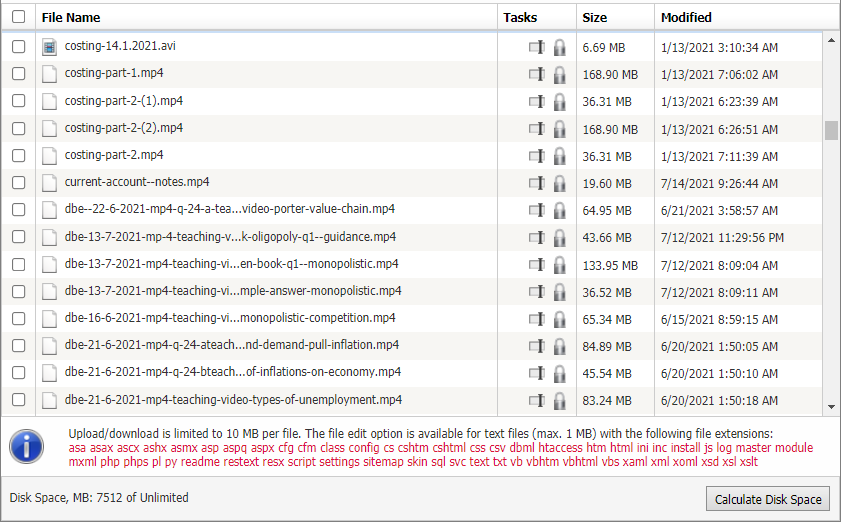 File Name Tasks Size Modified
costing-14.1.2021.avi 6.69 MB 1/13/2021 3:10:34 AM
costing-part-1.mp4 168.90 MB 1/13/2021 7:06:02 AM
costing-part-2-(1).mp4 36.31 MB 1/13/2021 6:23:39 AM
costing-part-2-(2).mp4 168.90 MB 1/13/2021 6:26:51 AM
costing-part-2.mp4 36.31 MB 1/13/2021 7:11:39 AM
current-account--notes.mp4 19.60 MB 7/14/2021 9:26:44 AM
dbe--22-6-2021-mp4-q-24-a-tea...video-porter-value-chain.mp4 64.95 MB 6/21/2021 3:58:57 AM
dbe-13-7-2021-mp-4-teaching-v...k-oligopoly-q1--guidance.mp4 43.66 MB 7/12/2021 11:29:56 PM
dbe-13-7-2021-mp4-teaching-vi...en-book-q1--monopolistic.mp4 133.95 MB 7/12/2021 8:09:04 AM
dbe-13-7-2021-mp4-teaching-vi...mple-answer-monopolistic.mp4 36.52 MB 7/12/2021 8:09:11 AM
dbe-16-6-2021-mp4-teaching-vi...monopolistic-competition.mp4 65.34 MB 6/15/2021 8:59:15 AM
dbe-21-6-2021-mp4-q-24-ateach...nd-demand-pull-inflation.mp4 84.89 MB 6/20/2021 1:50:05 AM
dbe-21-6-2021-mp4-q-24-bteach...of-inflations-on-economy.mp4 45.54 MB 6/20/2021 1:50:10 AM
dbe-21-6-2021-mp4-teaching-video-types-of-unemployment.mp4 83.24 MB 6/20/2021 1:50:18 AM
Upload/download is limited to 10 MB per file. The file edit option is available for text files (max. 1 MB) with the following file extensions:
asa asax ascx ashx asmx asp aspq aspx cfg cfm class config cs cshtm cshtml css csv dbml htaccess htm html ini inc install js log master module
mxml php phps pl py readme restext resx script settings sitemap skin sql svc text txt vb vbhtm vbhtml vbs xaml xml xoml xsd xsl xslt
Disk Space, MB: 7512 of Unlimited Calculate Disk Space